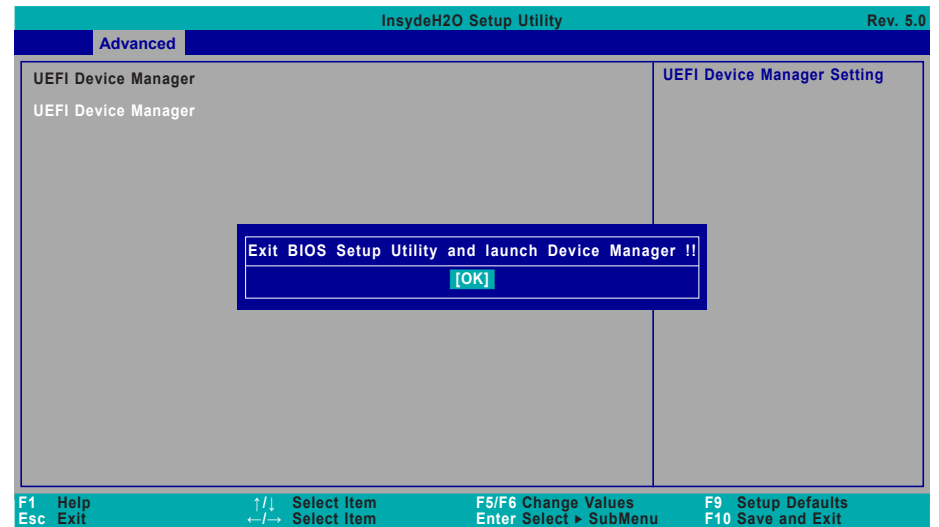 InsydeH2O Setup Utility Rev. 5.0
Advanced
UEFI Device Manager
UEFI Device Manager
UEFI Device Manager Setting
Exit BIOS Setup Utility and launch Device Manager !!
[OK]
F1 Help ↑/↓ Select Item F5/F6 Change Values F9 Setup Defaults
Esc Exit ←/→ Select Item Enter Select ▶ SubMenu F10 Save and Exit